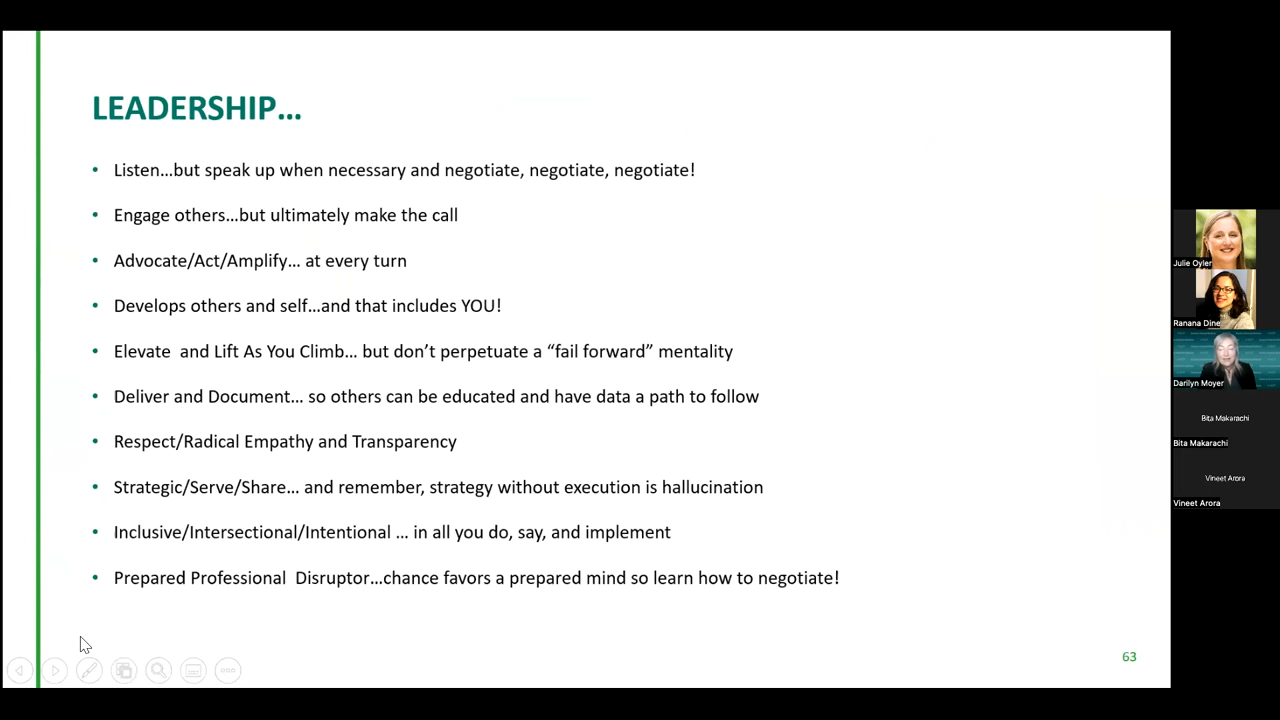 LEADERSHIP...
• Listen...but speak up when necessary and negotiate, negotiate, negotiate!
• Engage others...but ultimately make the call
• Advocate/Act/Amplify... at every turn
• Develops others and self...and that includes YOU!
• Elevate  and Lift As You Climb... but don't perpetuate a "fail forward" mentality
• Deliver and Document... so others can be educated and have data a path to follow
• Respect/Radical Empathy and Transparency
• Strategic/Serve/Share... and remember, strategy without execution is hallucination
• Inclusive/Intersectional/Intentional ... in all you do, say, and implement
• Prepared Professional  Disruptor...chance favors a prepared mind so learn how to negotiate!
63
Julie Oyler
Ranana Dine
Darilyn Moyer
Bita Makarachi
Bita Makarachi
Vineet Arora
Vineet Arora